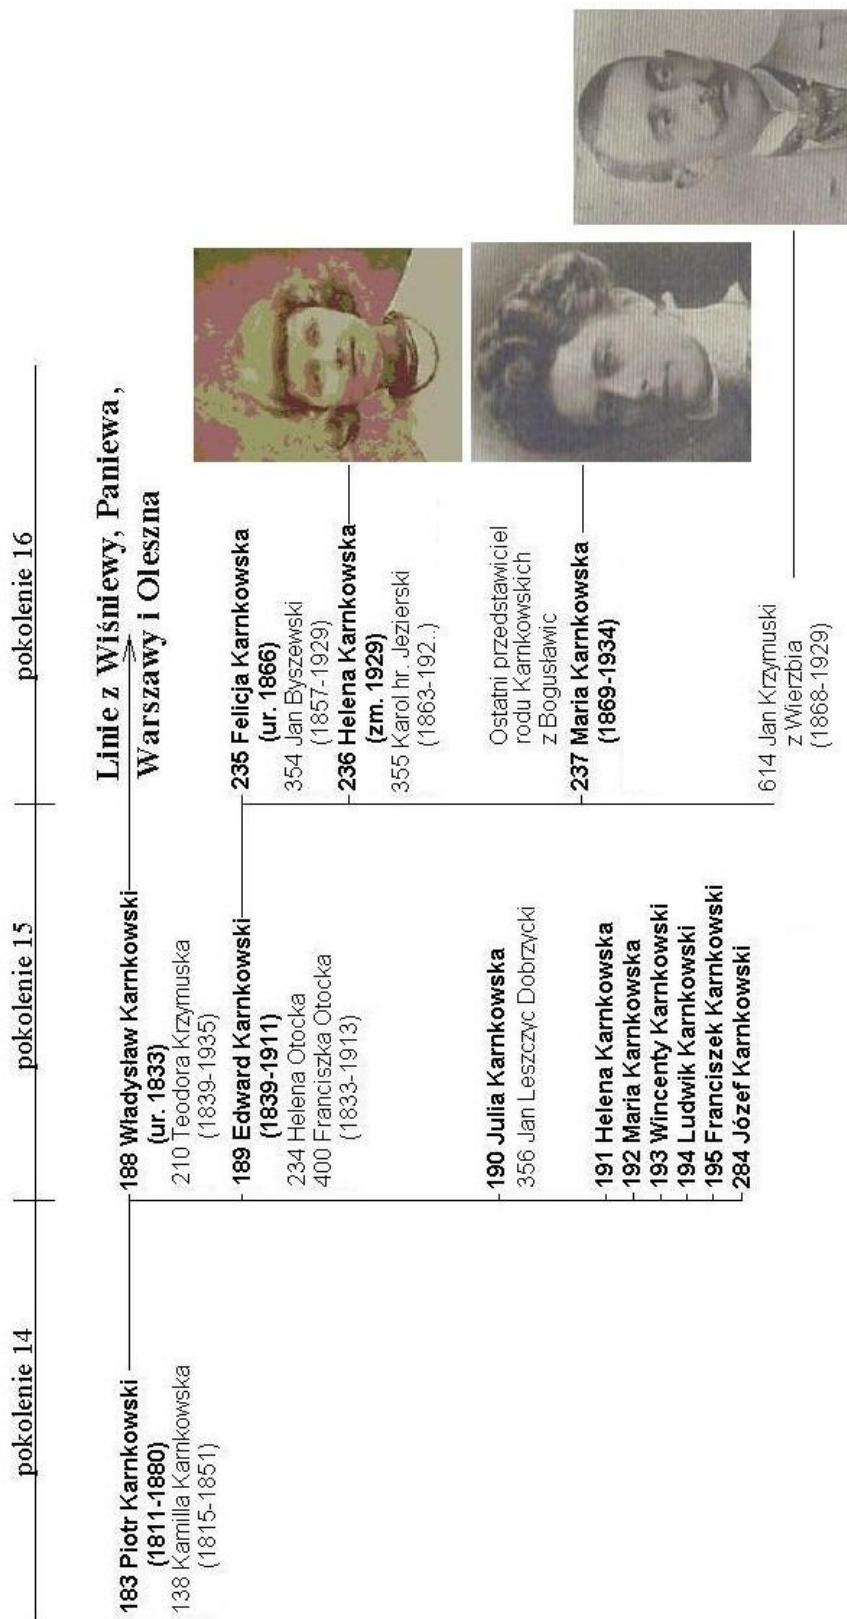 pokolenie 14
pokolenie 15
pokolenie 16
183 Piotr Karnkowski
(1811-1880)
138 Kamilla Karnkowska
(1815-1851)
188 Władysław Karnkowski
(ur. 1833)
210 Teodora Krzymuska
(1839-1935)
189 Edward Karnkowski
(1839-1911)
234 Helena Otocka
400 Franciszka Otocka
(1833-1913)
190 Julia Karnkowska
356 Jan Leszczyc Dobrzycki
191 Helena Karnkowska
192 Maria Karnkowska
193 Wincenty Karnkowski
194 Ludwik Karnkowski
195 Franciszek Karnkowski
284 Józef Karnkowski
Linie z Wiśniewy, Paniewa ,
Warszawy i Oleszna
235 Felicja Karnkowska
(ur. 1866)
354 Jan Byszewski
(1857-1929)
236 Helena Karnkowska
(zm. 1929)
355 Karol hr. Jezierski
(1863-192..)
Ostatni przedstawiciel
rodu Karnkowskich
z Bogusławic
237 Maria Karnkowska
(1869-1934)
614 Jan Krzymuski
z Wierzbia
(1868-1929)